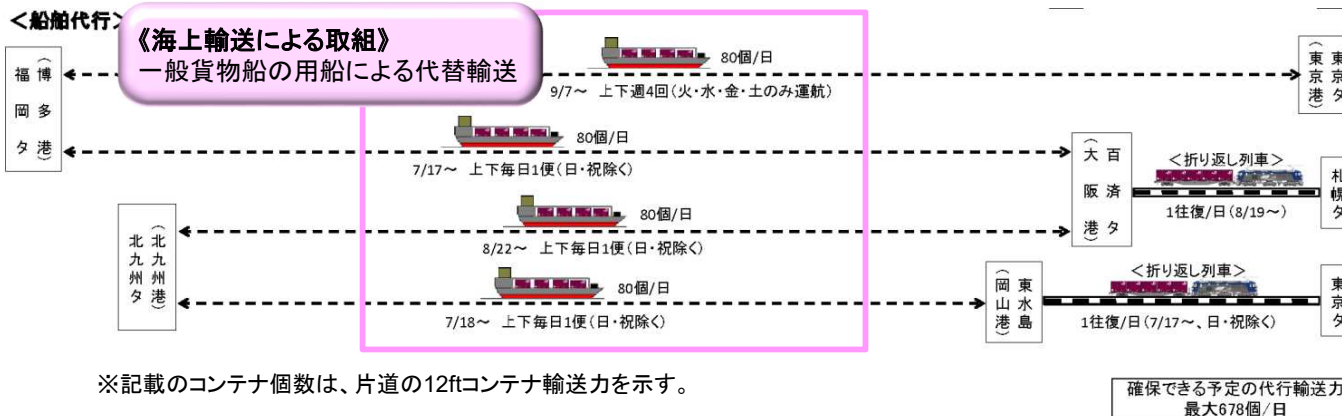 <船舶代行>
《海上輸送による取組》
一般貨物船の用船による代替輸送
福岡タ
(博多港)
80個/日
9/7~ 上下週4回(火・水・金・土のみ運航)
東京タ
(東京港)
80個/日
7/17~ 上下毎日1便(日・祝除く)
百済タ
(大阪港)
<折り返し列車>
1往復/日(8/19~)
札幌タ
北九州タ
(北九州港)
80個/日
8/22~ 上下毎日1便(日・祝除く)
80個/日
7/18~ 上下毎日1便(日・祝除く)
東水島
(岡山港)
<折り返し列車>
1往復/日(7/17~、日・祝除く)
東京タ
※記載のコンテナ個数は、片道の12ftコンテナ輸送力を示す。
確保できる予定の代行輸送力
最大678個/日